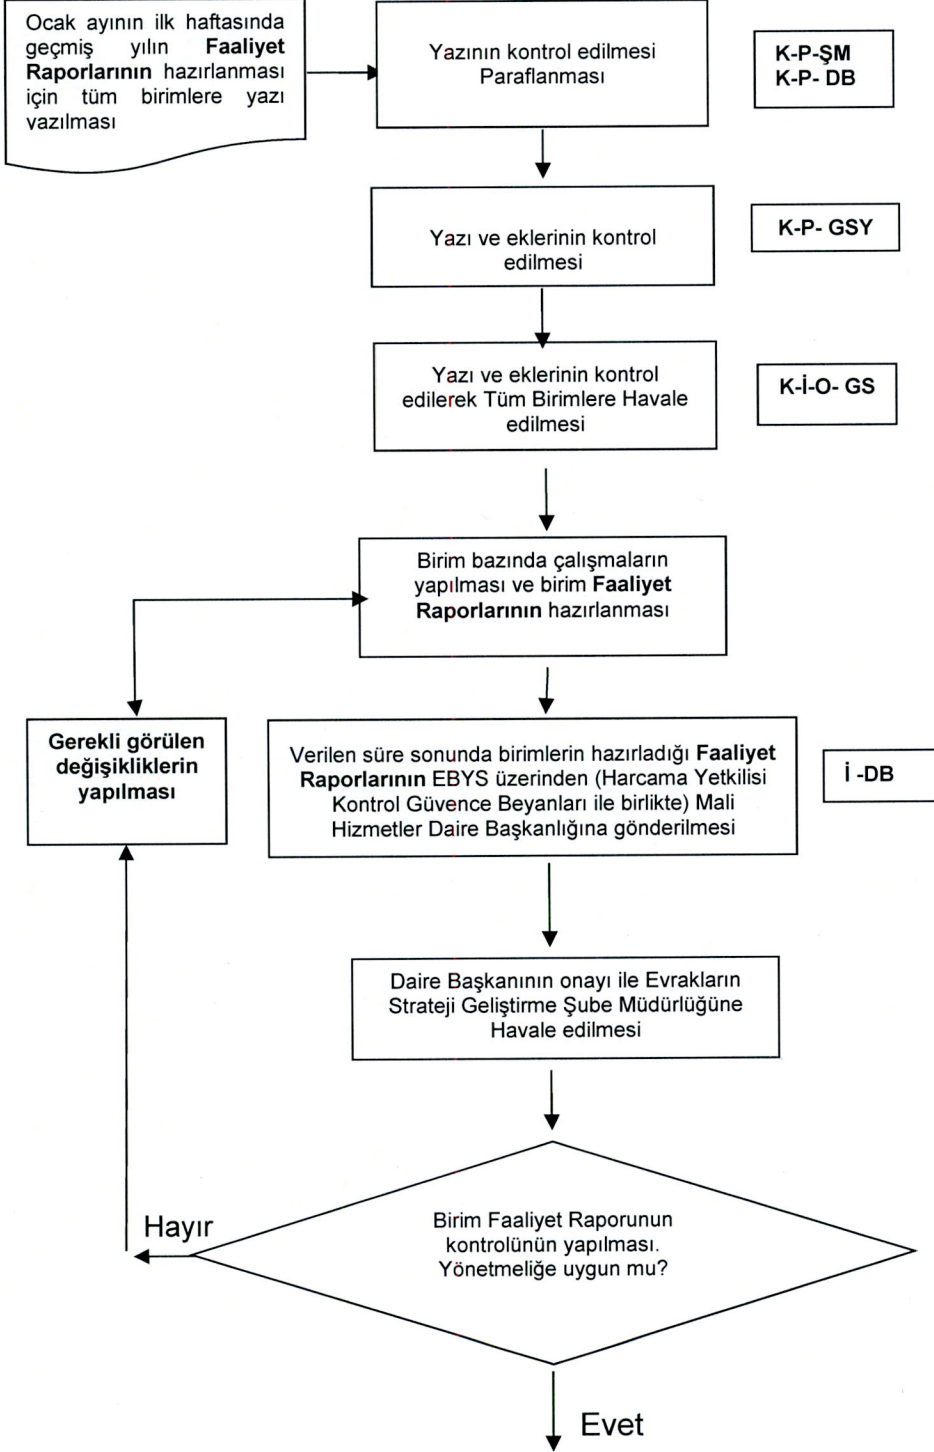 Ocak ayının ilk haftasında
geçmiş yılın Faaliyet
Raporlarının hazırlanması
için tüm birimlere yazı
yazılması
Yazının kontrol edilmesi
Paraflanması
K-P-ŞM
K-P- DB
Yazı ve eklerinin kontrol
edilmesi
K-P- GSY
Yazı ve eklerinin kontrol
edilerek Tüm Birimlere Havale
edilmesi
K-İ-O- GS
Birim bazında çalışmaların
yapılması ve birim Faaliyet
Raporlarının hazırlanması
Gerekli görülen
değişikliklerin
yapılması
Verilen süre sonunda birimlerin hazırladığı Faaliyet
Raporlarının EBYS üzerinden (Harcama Yetkilisi
Kontrol Güvence Beyanları ile birlikte) Mali
Hizmetler Daire Başkanlığına gönderilmesi
İ -DB
Daire Başkanının onayı ile Evrakların
Strateji Geliştirme Şube Müdürlüğüne
Havale edilmesi
Hayır
Birim Faaliyet Raporunun
kontrolünün yapılması.
Yönetmeliğe uygun mu?
Evet